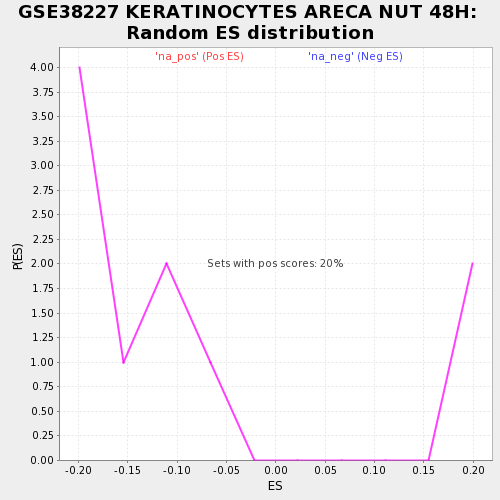 GSE38227 KERATINOCYTES ARECA NUT 48H:
Random ES distribution
'na_pos' (Pos ES) 'na_neg' (Neg ES)
4.00
3.75
3.50
3.25
3.00
2.75
2.50
2.25
2.00
1.75
1.50
1.25
1.00
0.75
0.50
0.25
0.00
P(ES)
Sets with pos scores: 20%
-0.20 -0.15 -0.10 -0.05 0.00 0.05 0.10 0.15 0.20
ES